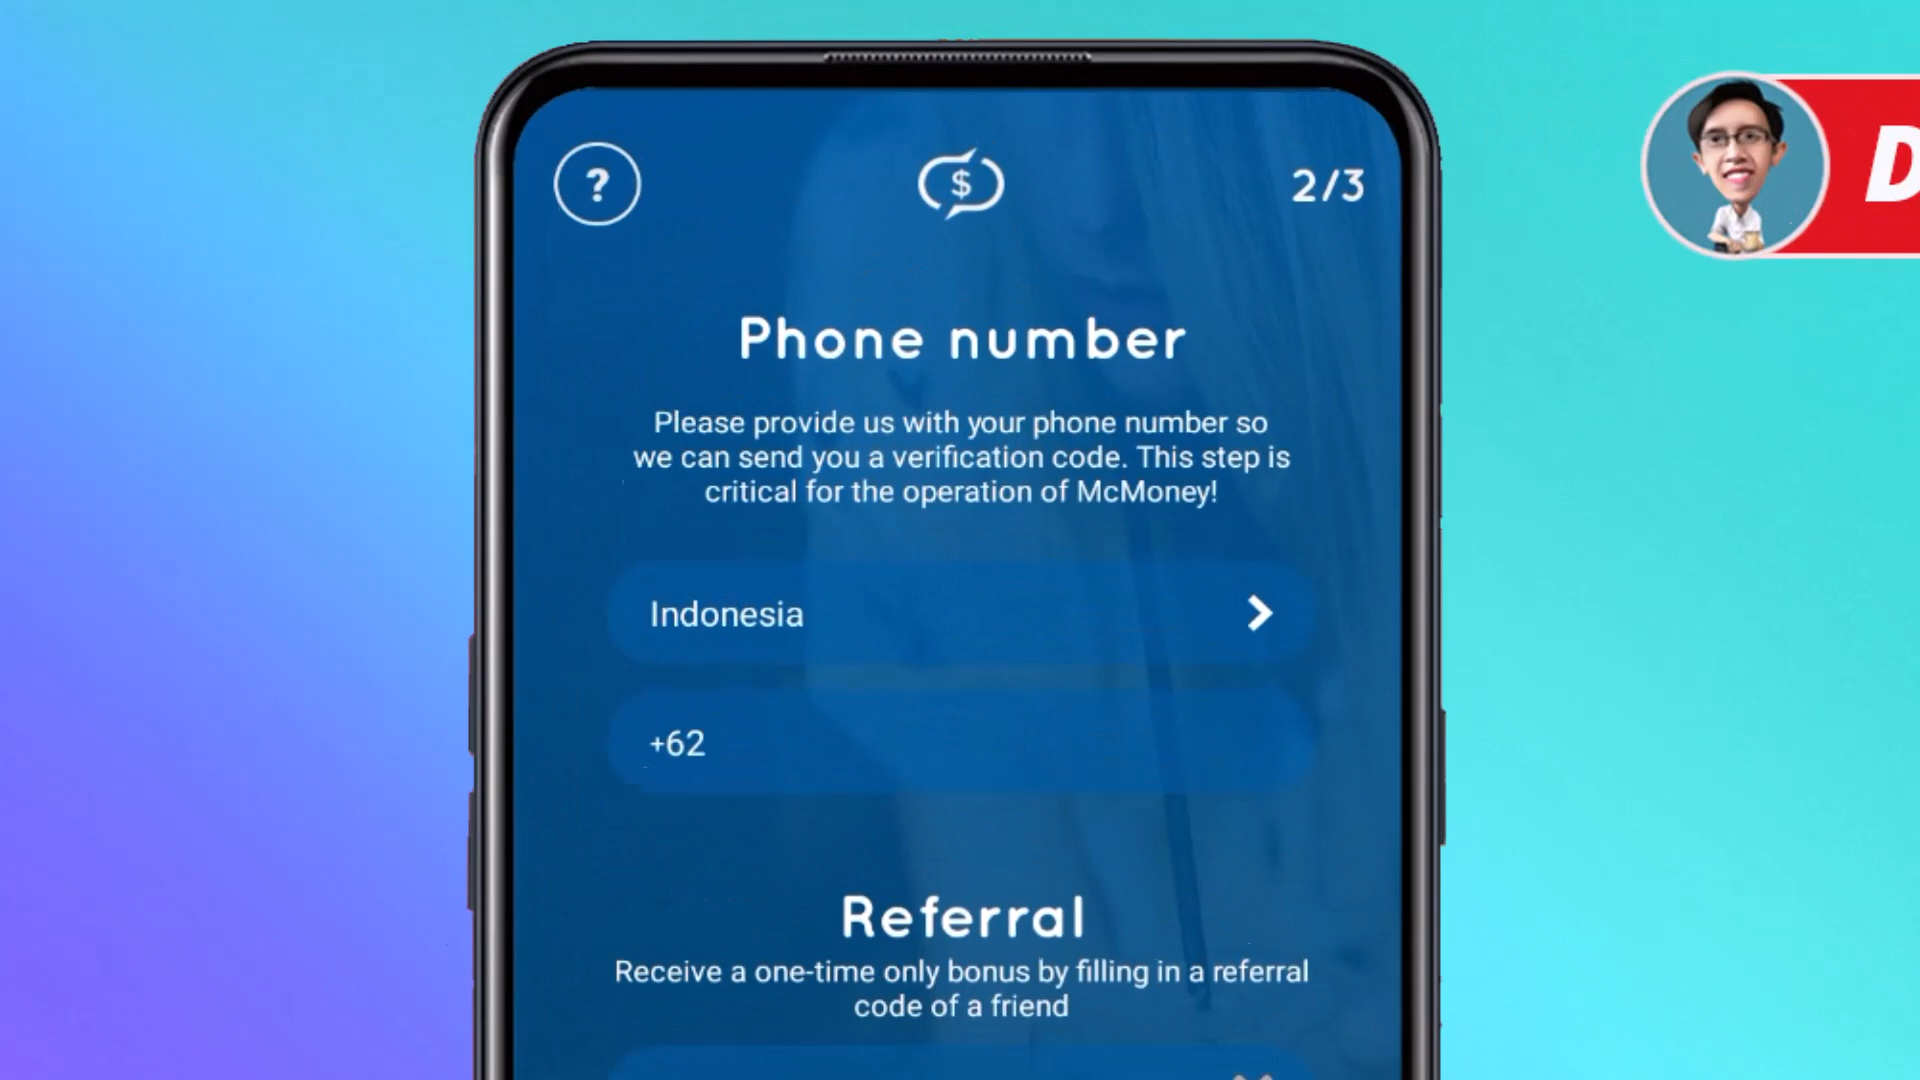 ?
$
2/3
D
Phone number
Please provide us with your phone number so
we can send you a verification code. This step is
critical for the operation of McMoney!
Indonesia
+62
Referral
Receive a one-time only bonus by filling in a referral
code of a friend